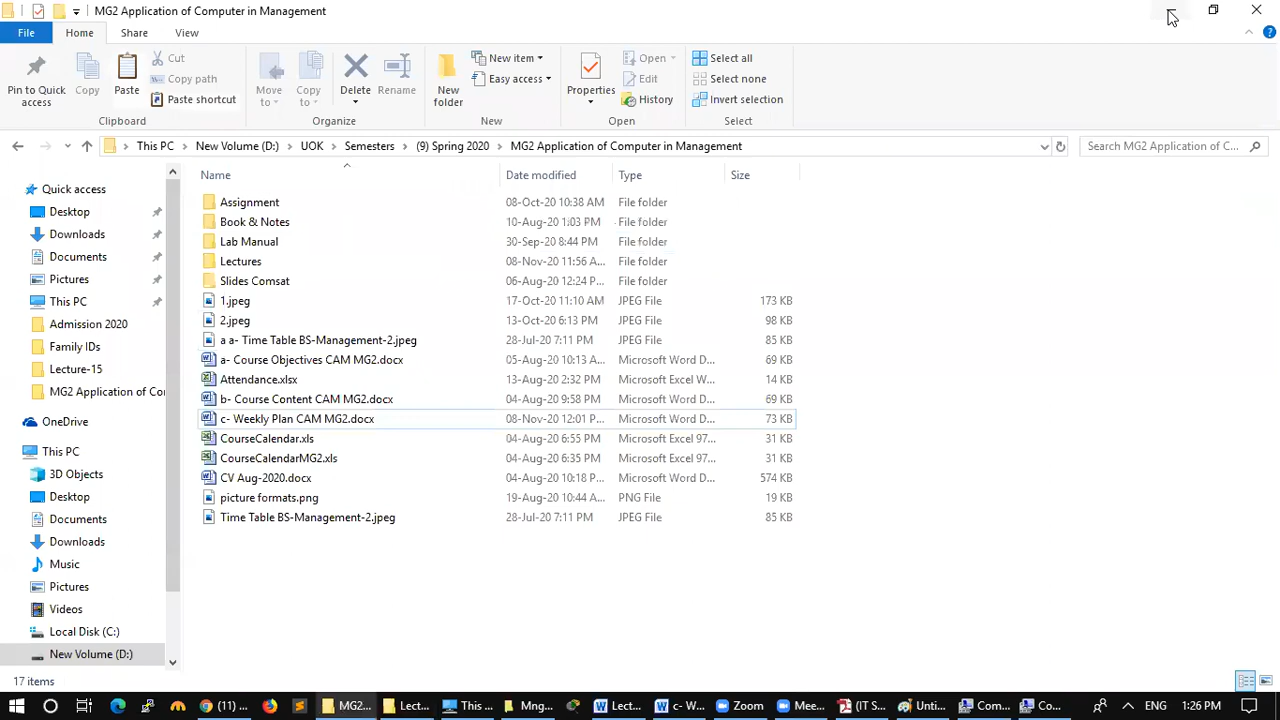 MG2 Application of Computer in Management
File Home Share View
Pin to Quick access
Copy
Paste
Cut
Copy path
Paste shortcut
Clipboard
Move to
Copy to
Delete
Rename
Organize
New folder
New item
Easy access
New
Properties
Open
Edit
History
Open
Select all
Select none
Invert selection
Select
This PC New Volume (D:) UOK Semesters (9) Spring 2020 MG2 Application of Computer in Management
Search MG2 Application of C...
Quick access
Desktop
Downloads
Documents
Pictures
This PC
Admission 2020
Family IDs
Lecture-15
MG2 Application of Co
OneDrive
This PC
3D Objects
Desktop
Documents
Downloads
Music
Pictures
Videos
Local Disk (C:)
New Volume (D:)
Name Date modified Type Size
Assignment 08-Oct-20 10:38 AM File folder
Book & Notes 10-Aug-20 1:03 PM File folder
Lab Manual 30-Sep-20 8:44 PM File folder
Lectures 08-Nov-20 11:56 A... File folder
Slides Comsat 06-Aug-20 12:24 P... File folder
1.jpeg 17-Oct-20 11:10 AM JPEG File 173 KB
2.jpeg 13-Oct-20 6:13 PM JPEG File 98 KB
a a- Time Table BS-Management-2.jpeg 28-Jul-20 7:11 PM JPEG File 85 KB
a- Course Objectives CAM MG2.docx 05-Aug-20 10:13 A... Microsoft Word D... 69 KB
Attendance.xlsx 13-Aug-20 2:32 PM Microsoft Excel W... 14 KB
b- Course Content CAM MG2.docx 04-Aug-20 9:58 PM Microsoft Word D... 69 KB
c- Weekly Plan CAM MG2.docx 08-Nov-20 12:01 P... Microsoft Word D... 73 KB
CourseCalendar.xls 04-Aug-20 6:55 PM Microsoft Excel 97... 31 KB
CourseCalendarMG2.xls 04-Aug-20 6:35 PM Microsoft Excel 97... 31 KB
CV Aug-2020.docx 04-Aug-20 10:18 P... Microsoft Word D... 574 KB
picture formats.png 19-Aug-20 10:44 A... PNG File 19 KB
Time Table BS-Management-2.jpeg 28-Jul-20 7:11 PM JPEG File 85 KB
17 items
(11) ... MG2... Lect... This ... Mng... Lect... c- W... Zoom Mee... (IT S... Unti... Com... Co... ENG 1:26 PM